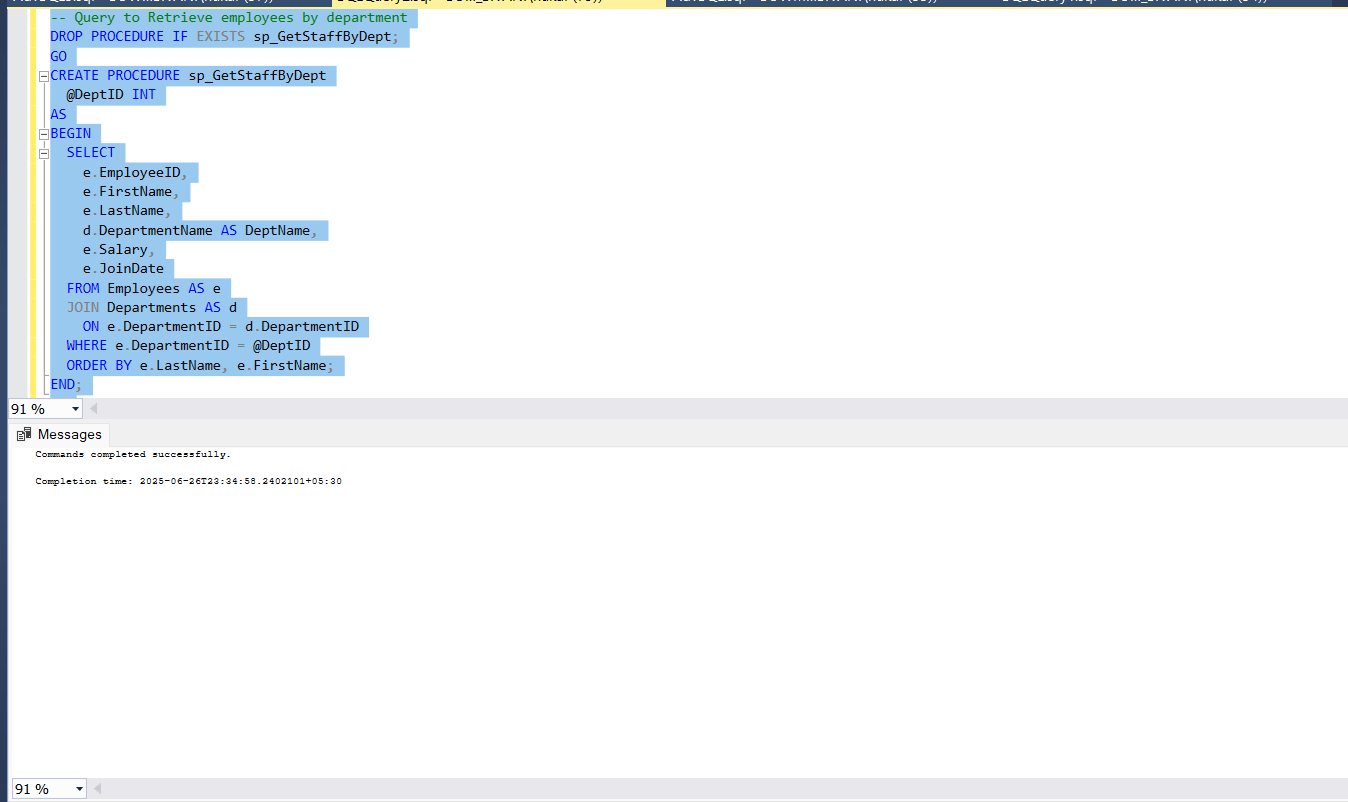 -- Query to Retrieve employees by department
DROP PROCEDURE IF EXISTS sp_GetStaffByDept;
GO
CREATE PROCEDURE sp_GetStaffByDept
@DeptID INT
AS
BEGIN
SELECT
e.EmployeeID,
e.FirstName,
e.LastName,
d.DepartmentName AS DeptName,
e.Salary,
e.JoinDate
FROM Employees AS e
JOIN Departments AS d
ON e.DepartmentID = d.DepartmentID
WHERE e.DepartmentID = @DeptID
ORDER BY e.LastName, e.FirstName;
END;
91 %
Messages
Commands completed successfully.
Completion time: 2025-06-26T23:34:58.2402101+05:30
91 %